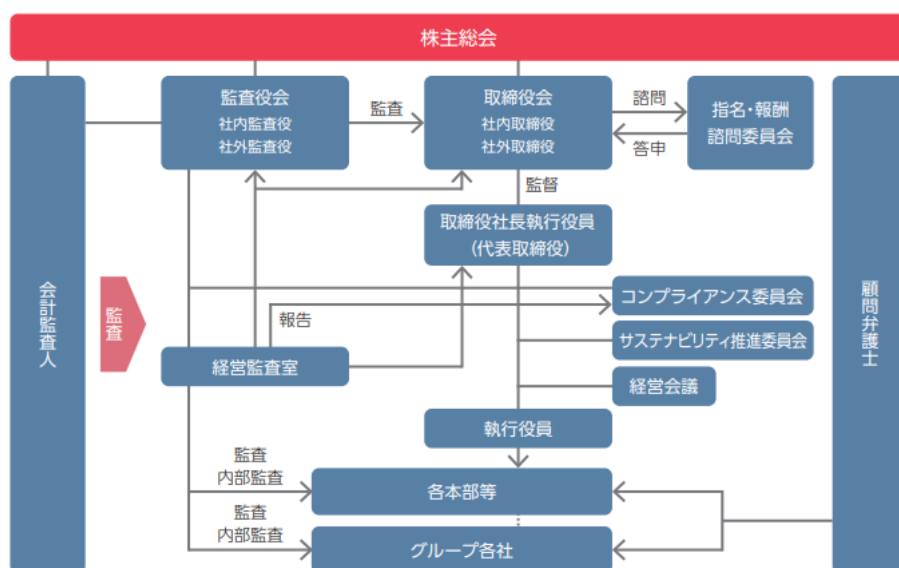 株主総会
監査役会
社内監査役
社外監査役
監査
取締役会
社内取締役
社外取締役
諮問
答申
指名・報酬
諮問委員会
監督
取締役社長執行役員
(代表取締役)
会計監査人
監査
報告
コンプライアンス委員会
サステナビリティ推進委員会
経営監査室
経営会議
顧問弁護士
執行役員
監査
内部監査
各本部等
監査
内部監査
グループ各社